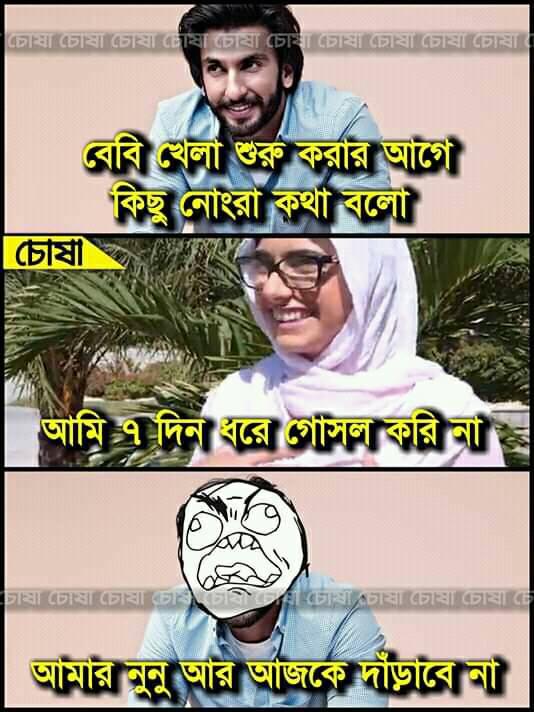 চোষা চোষা চোষা চোষা চোষা চোষা চোষা চোষা চোষা চোষা
বেবি খেলা শুরু করার আগে
কিছু নোংরা কথা বলো
চোষা
আমি ৭ দিন ধরে গোসল করি না
চোষা চোষা চোষা চোষা চোষা চোষা চোষা চোষা
আমার নুনু আর আজকে দাঁড়াবে না